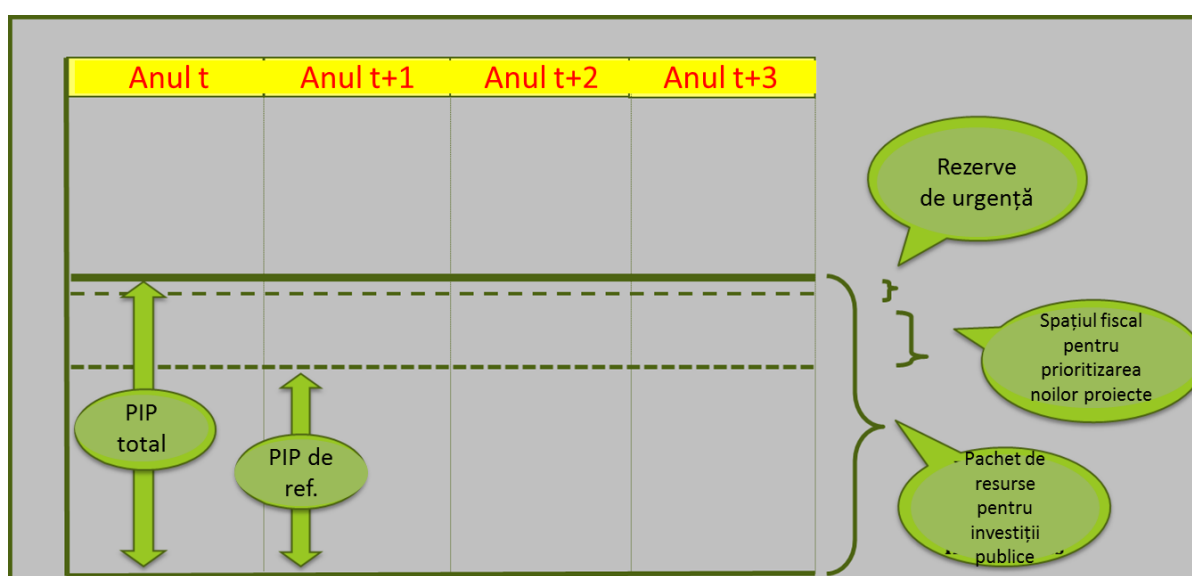 Anul t Anul t+1 Anul t+2 Anul t+3
Rezerve
de urgență
Spațiul fiscal
pentru
prioritizarea
noilor proiecte
PIP
total
PIP de
ref.
Pachet de
resurse
pentru
investiții
publice